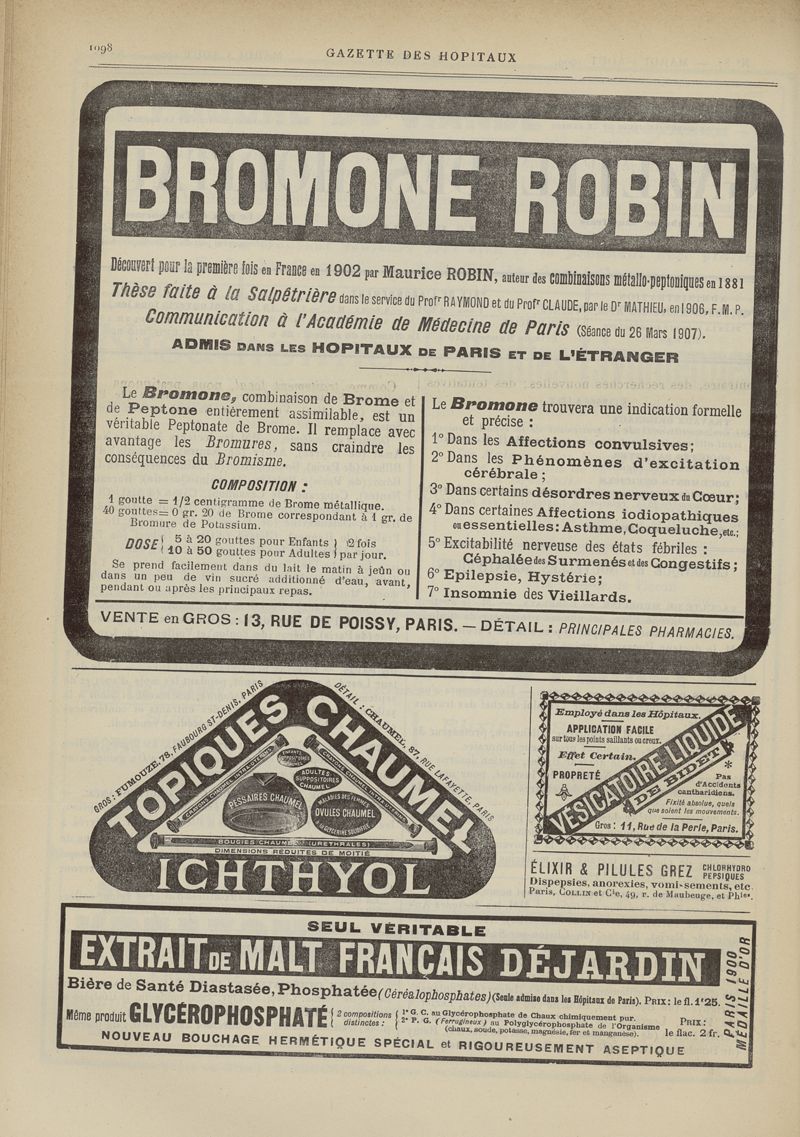 1098
GAZETTE DES HOPITAUX
BROMONE ROBIN
Découvert pour la première fois en France en 1902 par Maurice ROBIN, auteur des Combinaisons métallo-peptoniques en 1881
Thèse faite à la Salpétrière dans le service du Profr RAYMOND et du Profr CLAUDE, par le Dr MATHIEU, en 1906, F. M. P.
Communication à l'Académie de Médecine de Paris (Séance du 26 Mars 1907).
ADMIS DANS LES HOPITAUX DE PARIS ET DE L'ÉTRANGER
Le Bromone, combinaison de Brome et
de Peptone entièrement assimilable, est un
véritable Peptonate de Brome. Il remplace avec
avantage les Bromures, sans craindre les
conséquences du Bromisme.
COMPOSITION :
1 goutte = 1/2 centigramme de Brome métallique.
40 gouttes = 0 gr. 20 de Brome correspondant à 1 gr. de
Bromure de Potassium.
DOSE { 5 à 20 gouttes pour Enfants } 2 fois
{ 10 à 50 gouttes pour Adultes } par jour.
Se prend facilement dans du lait le matin à jeûn ou
dans un peu de vin sucré additionné d'eau, avant,
pendant ou après les principaux repas.
Le Bromone trouvera une indication formelle
et précise :
1° Dans les Affections convulsives;
2° Dans les Phénomènes d'excitation
cérébrale ;
3° Dans certains désordres nerveux du Cœur;
4° Dans certaines Affections iodiopathiques
ou essentielles: Asthme, Coqueluche, etc.;
5° Excitabilité nerveuse des états fébriles :
Céphalée des Surmenés et des Congestifs ;
6° Epilepsie, Hystérie;
7° Insomnie des Vieillards.
VENTE en GROS : 13, RUE DE POISSY, PARIS. — DÉTAIL : PRINCIPALES PHARMACIES.
GROS : FUMOUZE, 78, FAUBOURG ST-DENIS, PARIS
DÉTAIL : CHAUMEL, 87, RUE LAFAYETTE, PARIS
TOPIQUES CHAUMEL
ENFANTS
SUPPOSITOIRES
ADULTES
SUPPOSITOIRES
CHAUMEL
PESSAIRES CHAUMEL
MALADIES DES FEMMES
OVULES CHAUMEL
BOUGIES CHAUMEL (URETHRALES)
DIMENSIONS RÉDUITES DE MOITIÉ
ICHTHYOL
Employé dans les Hôpitaux.
APPLICATION FACILE
sur tous les points saillants ou creux.
Effet Certain.
PROPRETÉ
VÉSICATOIRE LIQUIDE
DE BIDET
Pas
d'Accidents
cantharidiens.
Fixité absolue, quels
que soient les mouvements.
Gros : 11, Rue de la Perle, Paris.
ÉLIXIR & PILULES GREZ CHLORHYDRO
PEPSIQUES
Dispepsies, anorexies, vomissements, etc
Paris, COLLIN et Cie, 49, r. de Maubeuge, et Phies.
SEUL VÉRITABLE
EXTRAIT DE MALT FRANÇAIS DÉJARDIN
Bière de Santé Diastasée, Phosphatée (Céréalophosphates) (Seule admise dans les Hôpitaux de Paris). PRIX: le fl. 1'25.
Même produit GLYCÉROPHOSPHATÉ { 2 compositions distinctes : { 1° G. C. au Glycérophosphate de Chaux chimiquement pur.
2° P. G. (Ferrugineux) au Polyglycérophosphate de l'Organisme
(chaux, soude, potasse, magnésie, fer et manganèse).
PRIX:
le flac. 2 fr.
NOUVEAU BOUCHAGE HERMÉTIQUE SPÉCIAL et RIGOUREUSEMENT ASEPTIQUE
PARIS 1900
MÉDAILLE D'OR